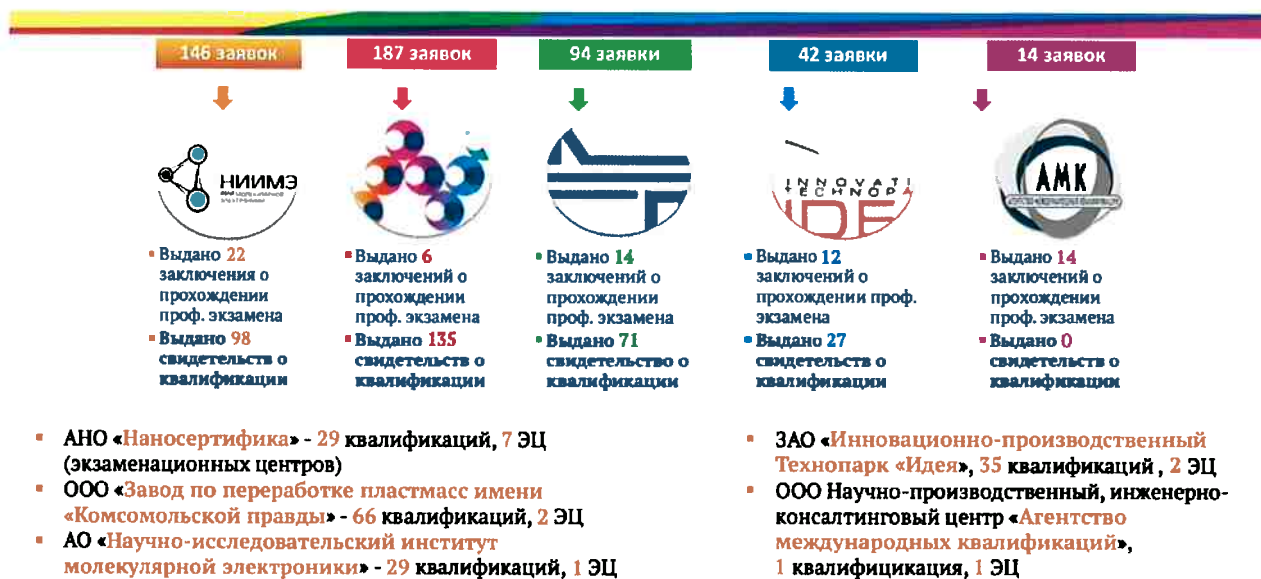 146 заявок
187 заявок
94 заявки
42 заявки
14 заявок
НИИМЭ
INNOVATI
TECHNOPA
IDE
АМК
Выдано 22
заключения о
прохождении
проф. экзамена
Выдано 98
свидетельств о
квалификации
Выдано 6
заключений о
прохождении
проф. экзамена
Выдано 135
свидетельств о
квалификации
Выдано 14
заключений о
прохождении
проф. экзамена
Выдано 71
свидетельство о
квалификации
Выдано 12
заключений о
прохождении проф.
экзамена
Выдано 27
свидетельств о
квалификации
Выдано 14
заключений о
прохождении
проф. экзамена
Выдано 0
свидетельств о
квалификации
АНО «Наносертифика» - 29 квалификаций, 7 ЭЦ
(экзаменационных центров)
ООО «Завод по переработке пластмасс имени
«Комсомольской правды» - 66 квалификаций, 2 ЭЦ
АО «Научно-исследовательский институт
молекулярной электроники» - 29 квалификаций, 1 ЭЦ
ЗАО «Инновационно-производственный
Технопарк «Идея», 35 квалификаций , 2 ЭЦ
ООО Научно-производственный, инженерно-
консалтинговый центр «Агентство
международных квалификаций»,
1 квалифицикация, 1 ЭЦ